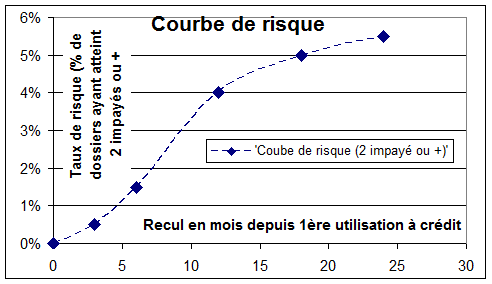 Courbe de risque
Taux de risque (% de
dossiers ayant atteint
2 impayés ou +
6%
5%
4%
3%
2%
1%
0%
'Coube de risque (2 impayé ou +)'
Recul en mois depuis 1ère utilisation à crédit
0 5 10 15 20 25 30